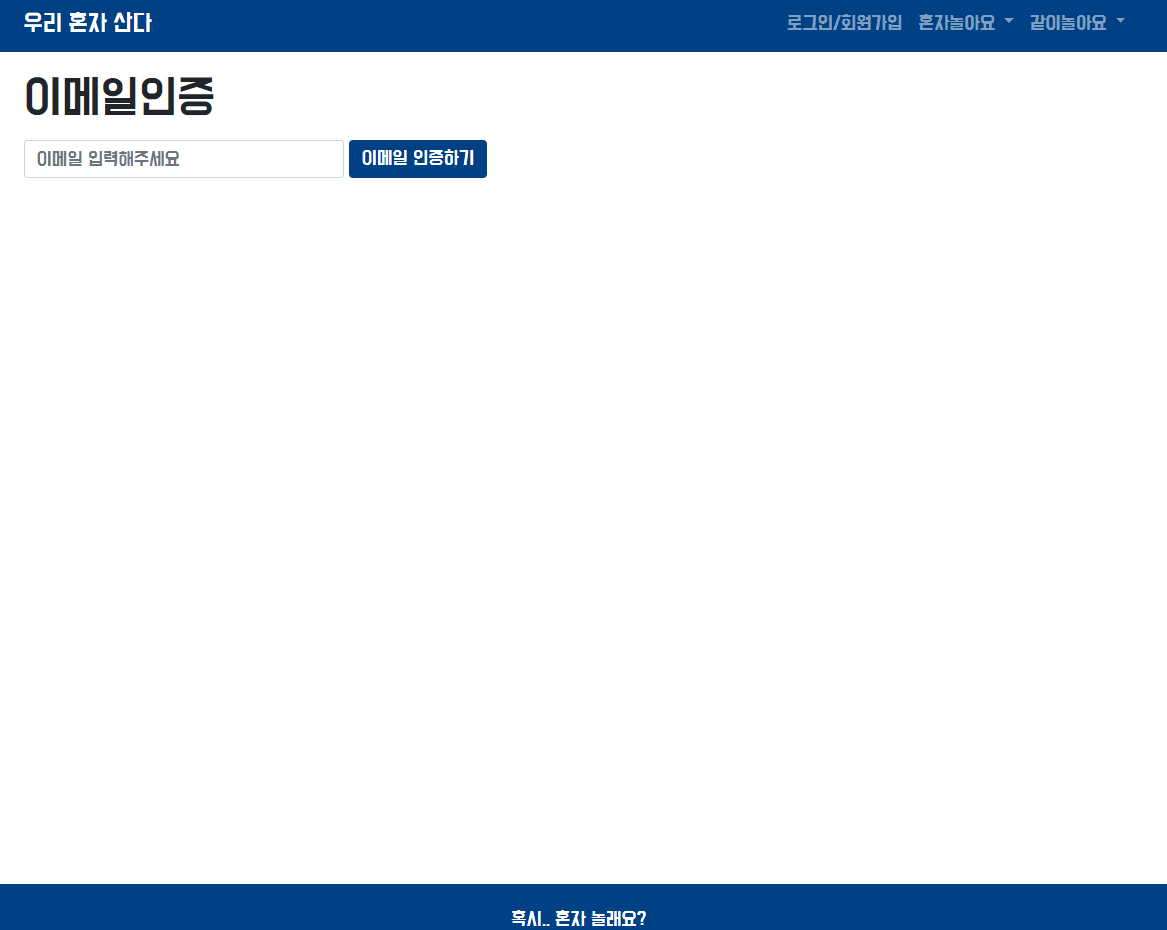 우리 혼자 산다
로그인/회원가입 혼자놀아요 같이놀아요
이메일인증
이메일 입력해주세요 이메일 인증하기
혹시.. 혼자 놀래요?